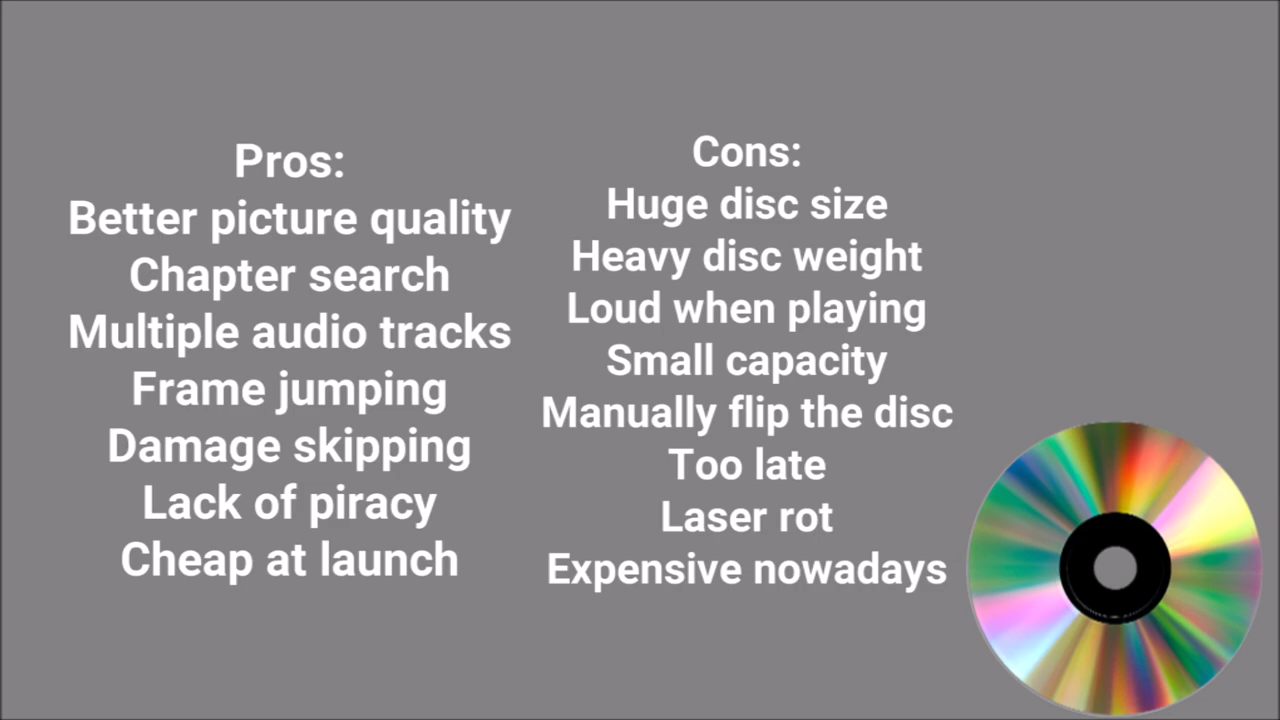 Pros:
Better picture quality
Chapter search
Multiple audio tracks
Frame jumping
Damage skipping
Lack of piracy
Cheap at launch
Cons:
Huge disc size
Heavy disc weight
Loud when playing
Small capacity
Manually flip the disc
Too late
Laser rot
Expensive nowadays